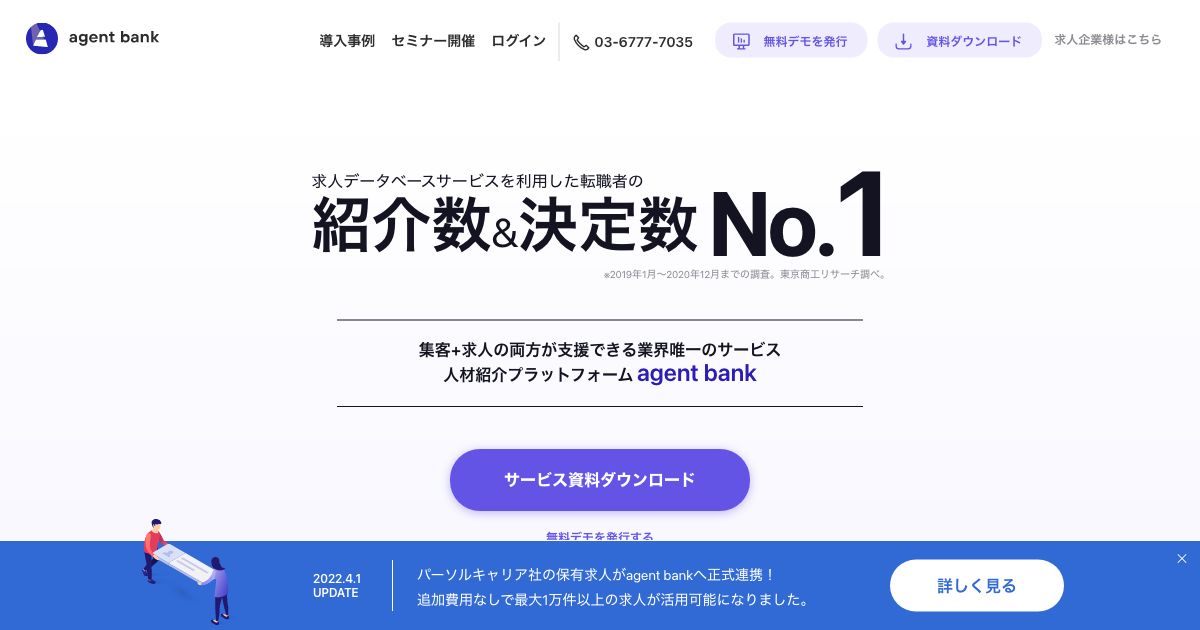 agent bank
導入事例 セミナー開催 ログイン 03-6777-7035 無料デモを発行 資料ダウンロード 求人企業様はこちら
求人データベースサービスを利用した転職者の
紹介数&決定数 No.1
※2019年1月〜2020年12月までの調査。東京商工リサーチ調べ。
集客+求人の両方が支援できる業界唯一のサービス
人材紹介プラットフォーム agent bank
サービス資料ダウンロード
無料デモを発行する
2022.4.1
UPDATE
パーソルキャリア社の保有求人がagent bankへ正式連携！
追加費用なしで最大1万件以上の求人が活用可能になりました。
詳しく見る